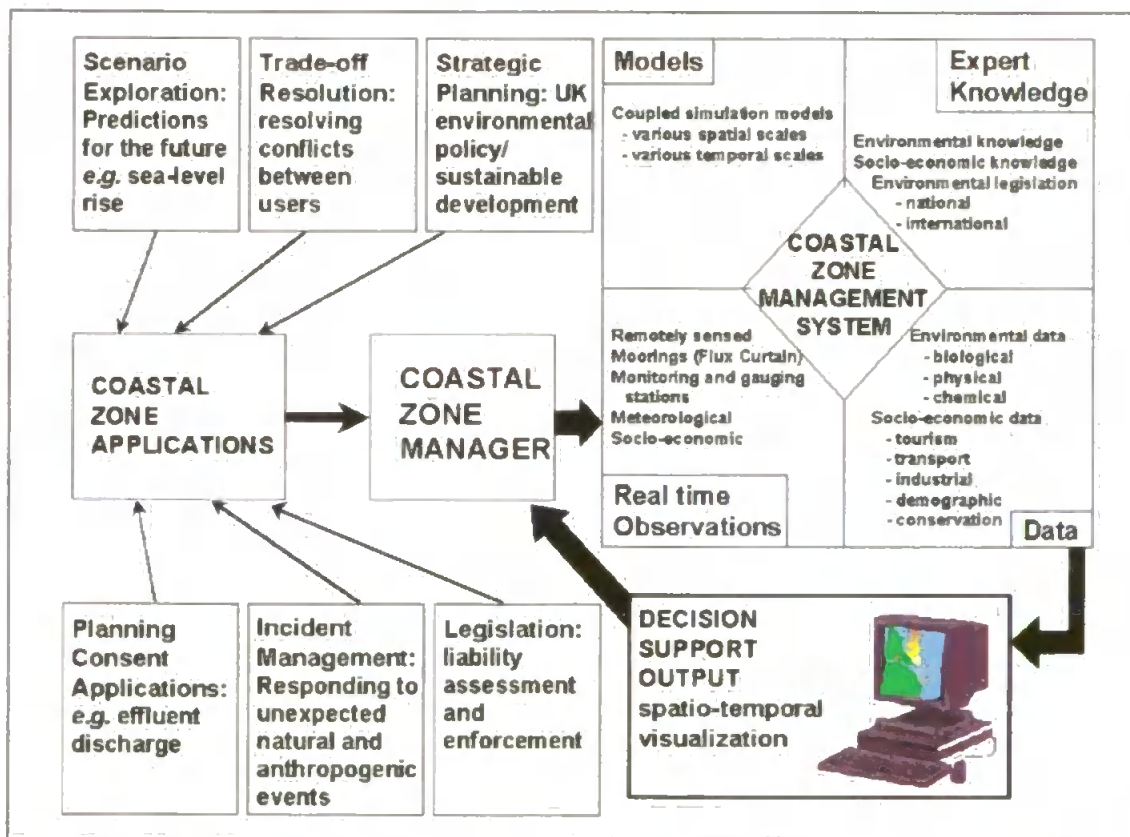 Scenario
Exploration:
Predictions
for the future
e.g. sea-level
rise
Trade-off
Resolution:
resolving
conflicts
between
users
Strategic
Planning: UK
environmental
policy/
sustainable
development
Models
Coupled simulation models
- various spatial scales
- various temporal scales
Expert
Knowledge
Environmental knowledge
Socio-economic knowledge
Environmental legislation
- national
- international
COASTAL
ZONE
MANAGEMENT
SYSTEM
Remotely sensed
Moorings (Flux Curtain)
Monitoring and gauging
stations
Meteorological
Socio-economic
Real time
Observations
Environmental data
- biological
- physical
- chemical
Socio-economic data
- tourism
- transport
- industrial
- demographic
- conservation
Data
COASTAL
ZONE
APPLICATIONS
COASTAL
ZONE
MANAGER
Planning
Consent
Applications:
e.g. effluent
discharge
Incident
Management:
Responding to
unexpected
natural and
anthropogenic
events
Legislation:
liability
assessment
and
enforcement
DECISION
SUPPORT
OUTPUT
spatio-temporal
visualization